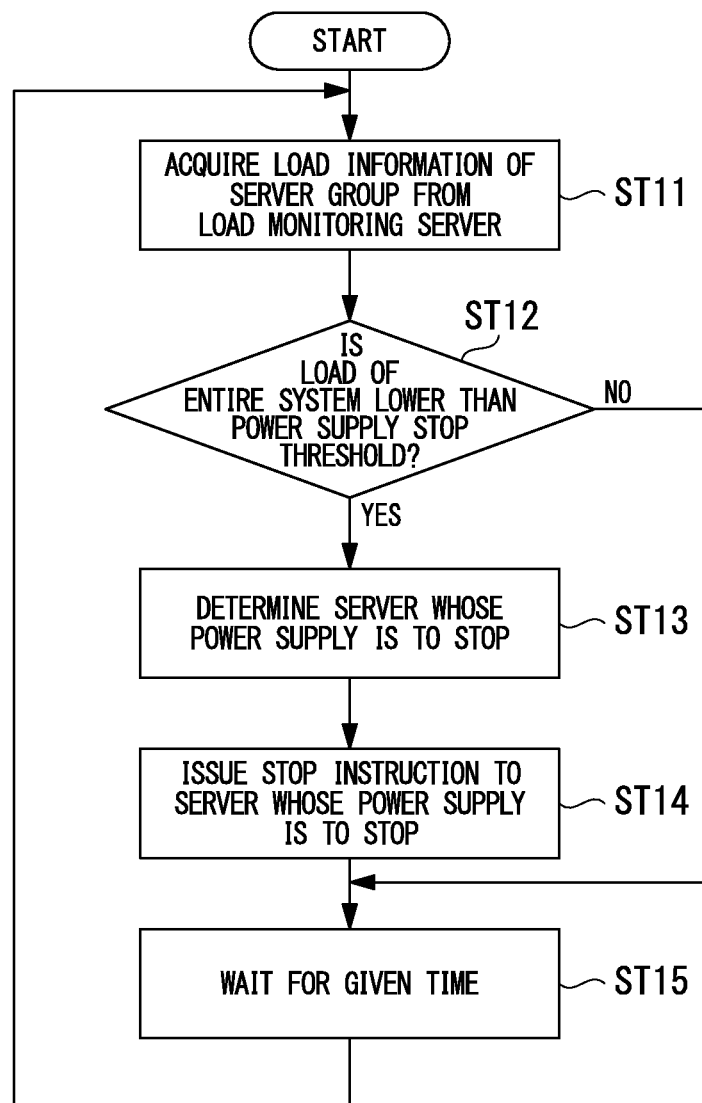 START
ACQUIRE LOAD INFORMATION OF
SERVER GROUP FROM
LOAD MONITORING SERVER
ST11
ST12
IS
LOAD OF
ENTIRE SYSTEM LOWER THAN
POWER SUPPLY STOP
THRESHOLD?
NO
YES
DETERMINE SERVER WHOSE
POWER SUPPLY IS TO STOP
ST13
ISSUE STOP INSTRUCTION TO
SERVER WHOSE POWER SUPPLY
IS TO STOP
ST14
WAIT FOR GIVEN TIME
ST15